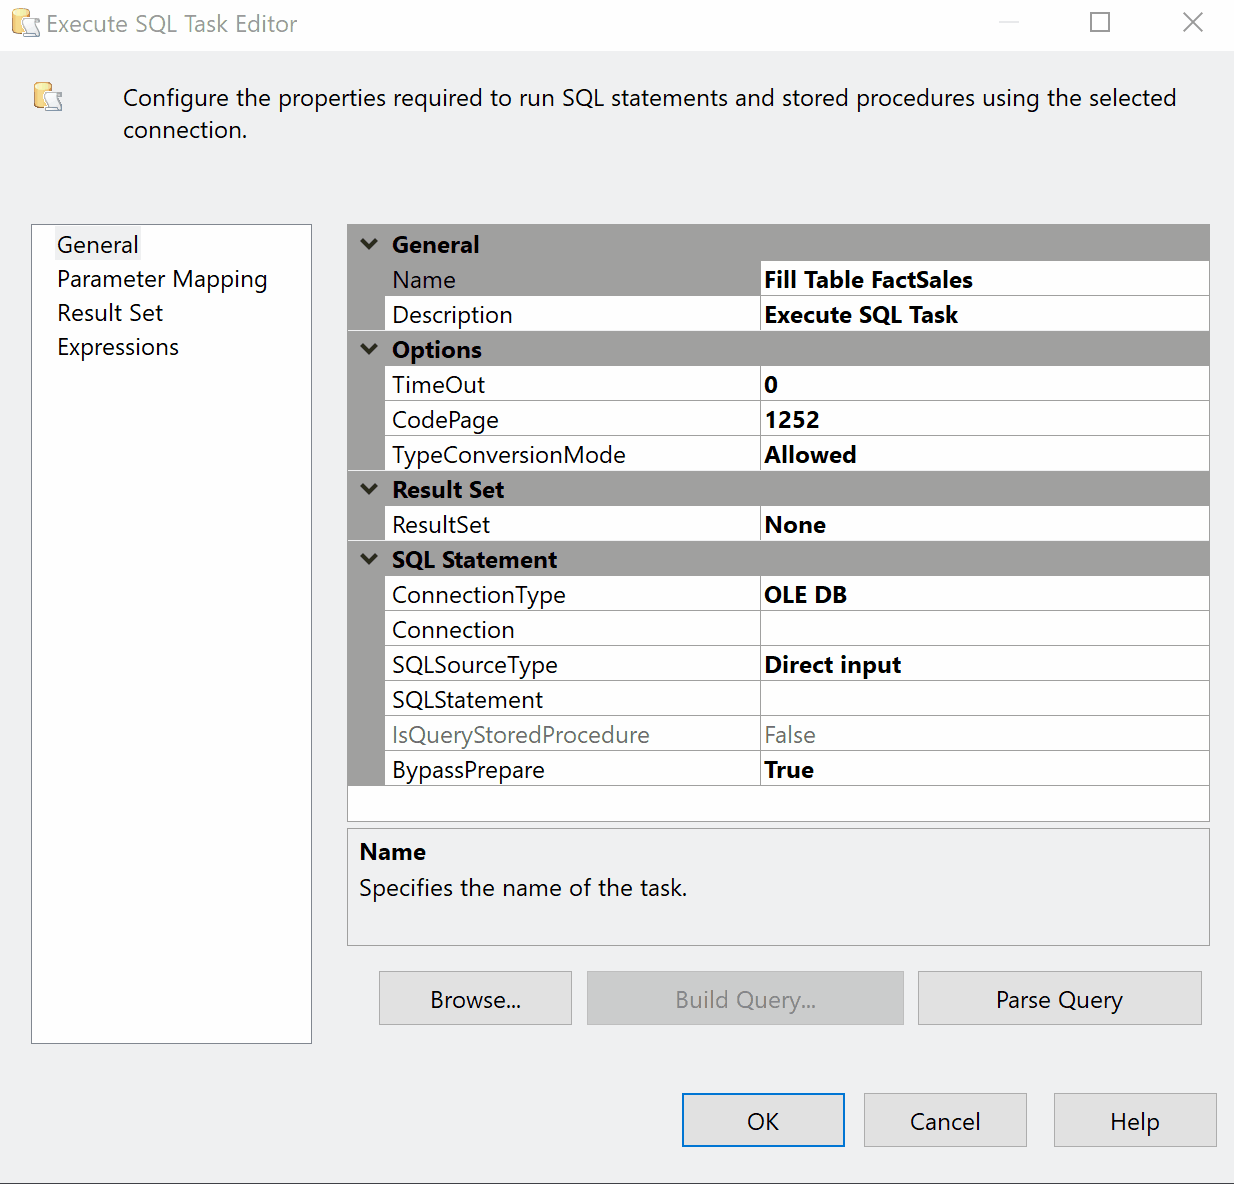 Execute SQL Task Editor
Configure the properties required to run SQL statements and stored procedures using the selected
connection.
General
Parameter Mapping
Result Set
Expressions
General
Name Fill Table FactSales
Description Execute SQL Task
Options
TimeOut 0
CodePage 1252
TypeConversionMode Allowed
Result Set
ResultSet None
SQL Statement
ConnectionType OLE DB
Connection
SQLSourceType Direct input
SQLStatement
IsQueryStoredProcedure False
BypassPrepare True
Name
Specifies the name of the task.
Browse... Build Query... Parse Query
OK Cancel Help